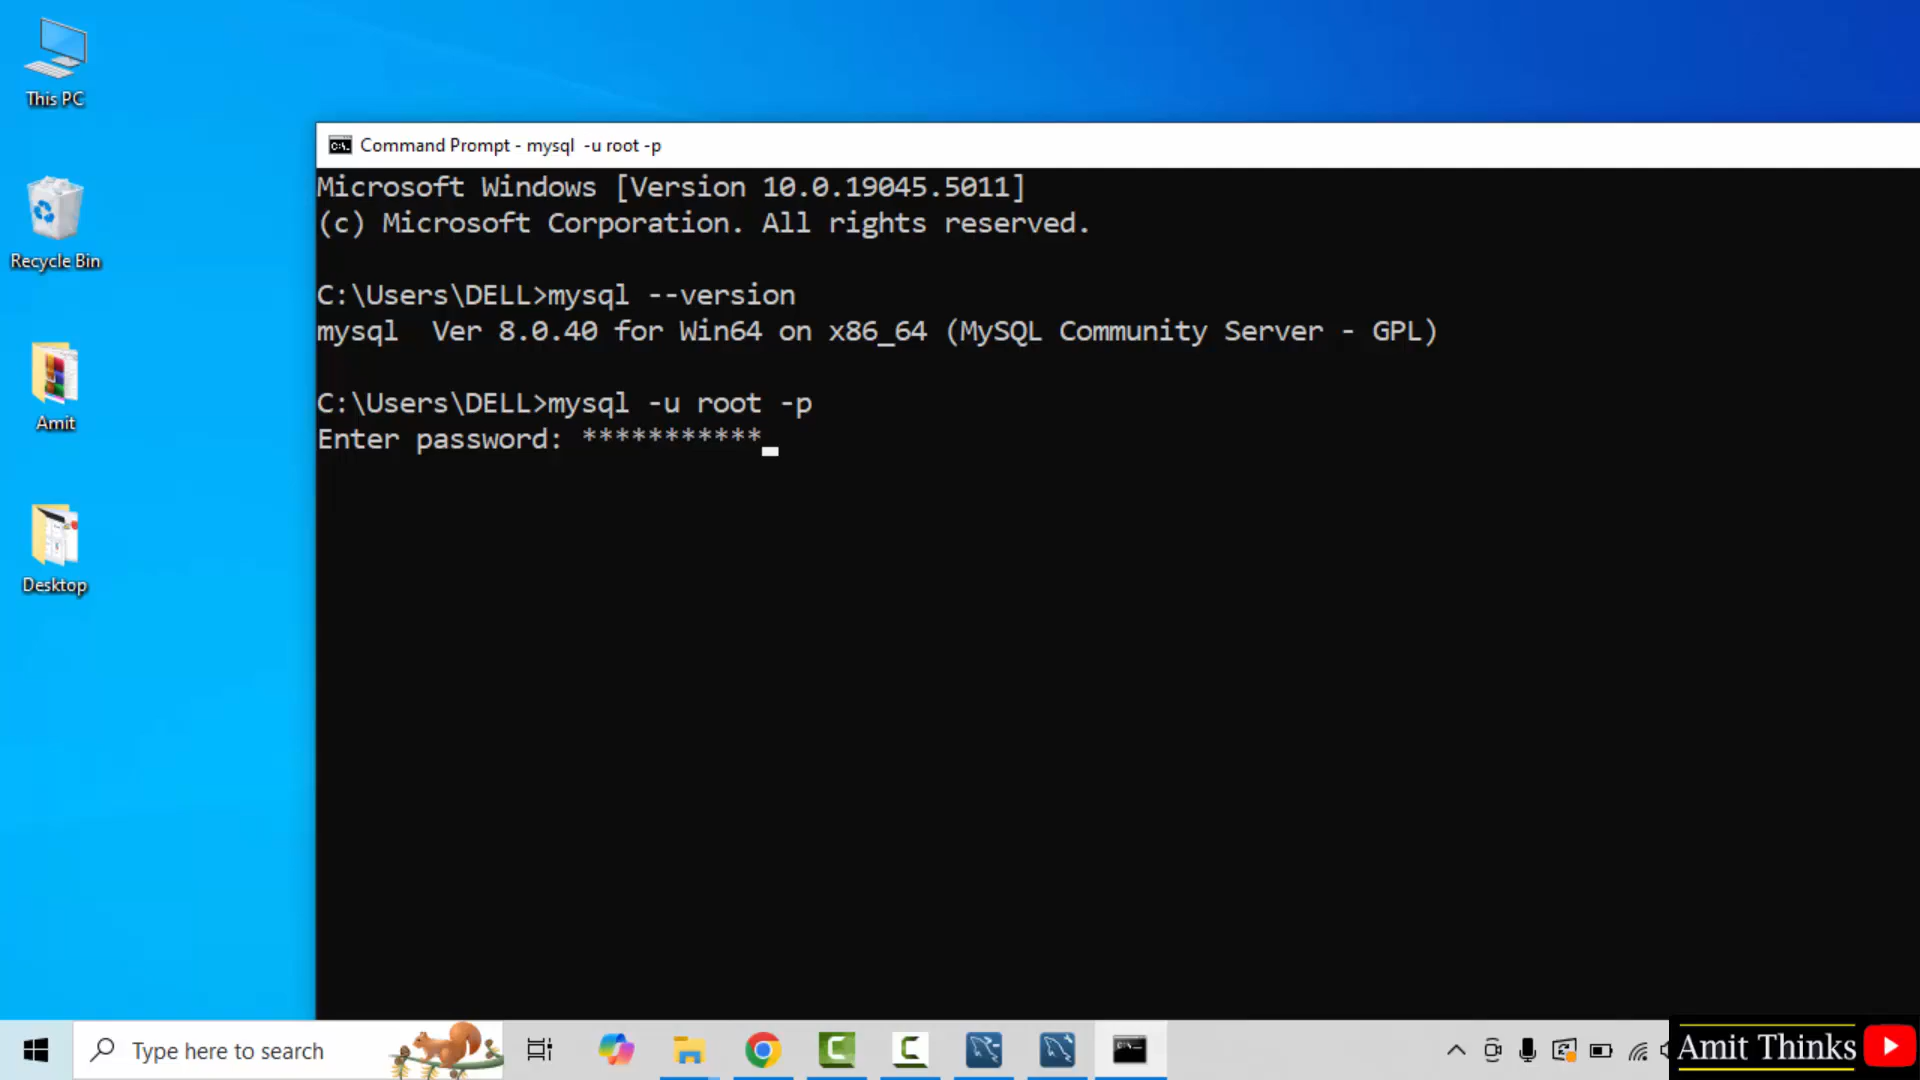 This PC
Recycle Bin
Amit
Desktop
Command Prompt - mysql  -u root -p
Microsoft Windows [Version 10.0.19045.5011]
(c) Microsoft Corporation. All rights reserved.
C:\Users\DELL>mysql --version
mysql  Ver 8.0.40 for Win64 on x86_64 (MySQL Community Server - GPL)
C:\Users\DELL>mysql -u root -p
Enter password: ***********
Type here to search
Amit Thinks